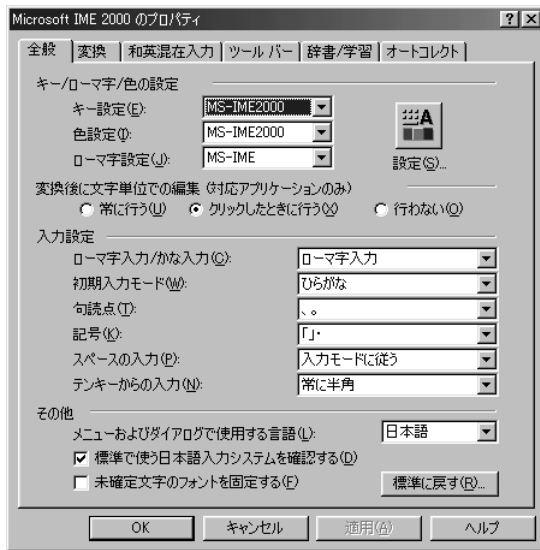 Microsoft IME 2000 のプロパティ
全般 変換 和英混在入力 ツール バー 辞書/学習 オートコレクト
キー/ローマ字/色の設定
キー設定(E): MS-IME2000
色設定(I): MS-IME2000
ローマ字設定(J): MS-IME
設定(S)...
変換後に文字単位での編集 (対応アプリケーションのみ)
常に行う(U) クリックしたときに行う(X) 行わない(O)
入力設定
ローマ字入力/かな入力(C): ローマ字入力
初期入力モード(W): ひらがな
句読点(T): 、。
記号(K): 「」・
スペースの入力(P): 入力モードに従う
テンキーからの入力(N): 常に半角
その他
メニューおよびダイアログで使用する言語(L): 日本語
標準で使う日本語入力システムを確認する(D)
未確定文字のフォントを固定する(F) 標準に戻す(R)...
OK キャンセル 適用(A) ヘルプ